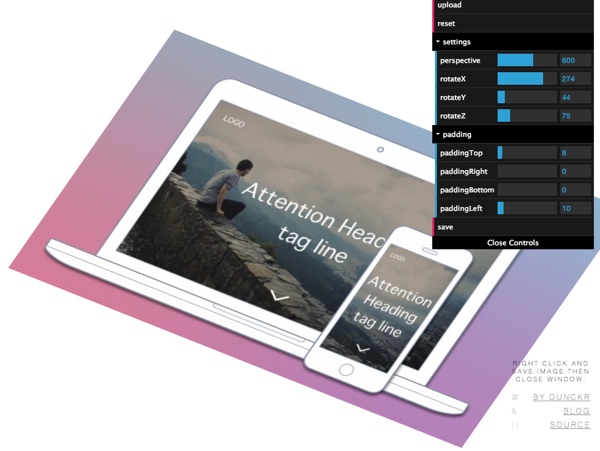 upload
reset
settings
perspective 600
rotateX 274
rotateY 44
rotateZ 75
padding
paddingTop 8
paddingRight 0
paddingBottom 0
paddingLeft 10
save
Close Controls
LOGO
Attention Head
tag line
LOGO
Attention
Heading
tag line
RIGHT CLICK AND
SAVE IMAGE THEN
CLOSE WINDOW.
@ BY DUNCKR
& BLOG
{} SOURCE